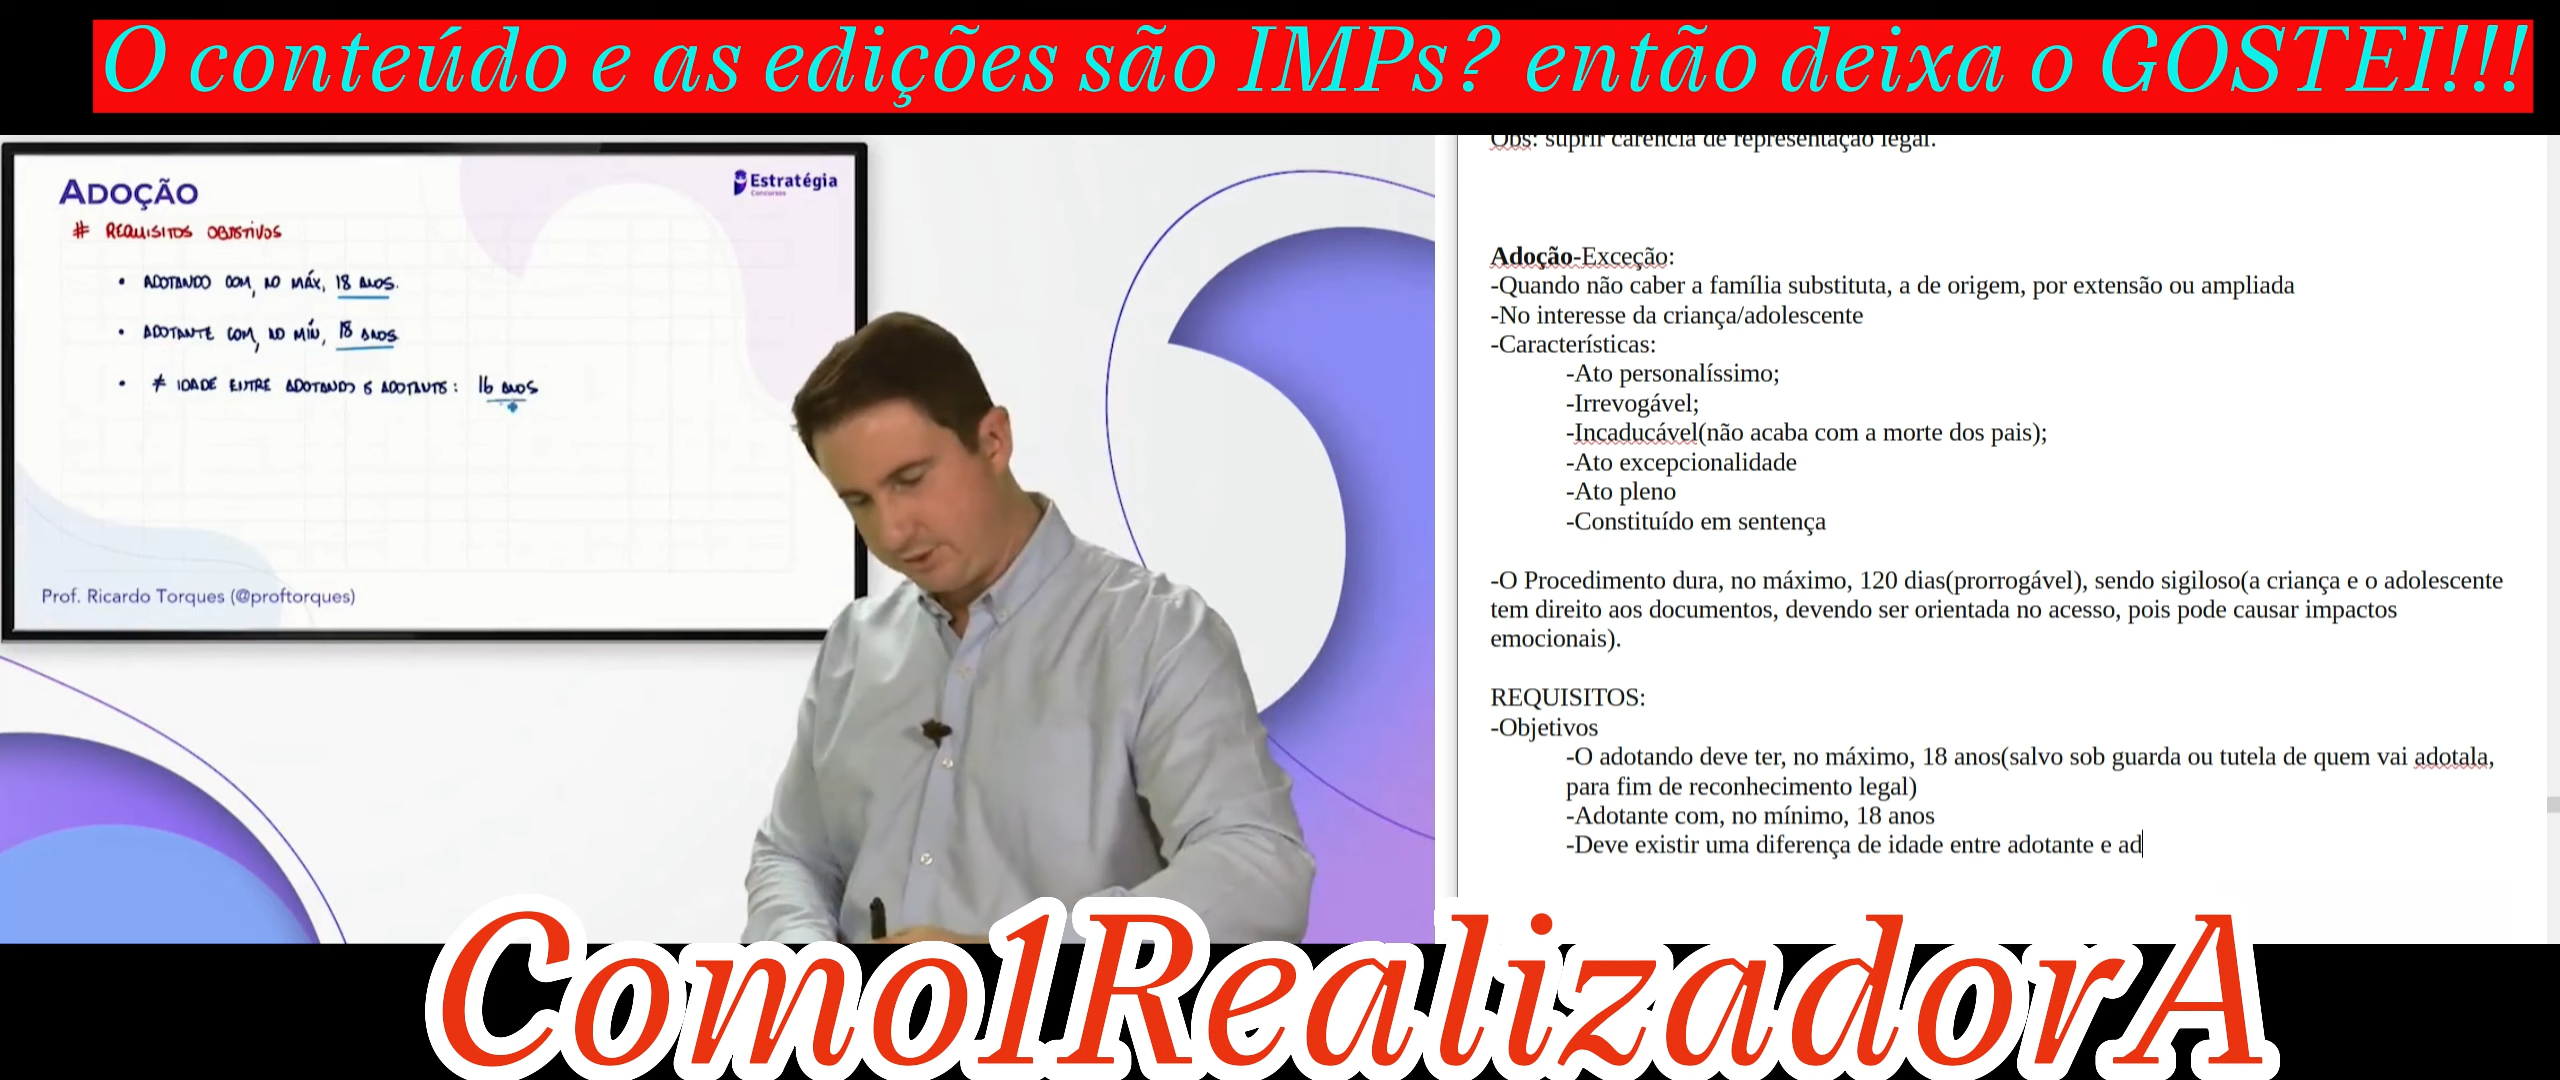 O conteúdo e as edições são IMPs? então deixa o GOSTEI!!!
ADOÇÃO
Estratégia
Concursos
# REQUISITOS OBJETIVOS
• ADOTANDO COM, NO MÁX, 18 ANOS.
• ADOTANTE COM, NO MÍN, 18 ANOS
• ≠ IDADE ENTRE ADOTANDO E ADOTANTE: 16 ANOS
Prof. Ricardo Torques (@proftorques)
Obs: suprir carência de representação legal.
Adoção-Exceção:
-Quando não caber a família substituta, a de origem, por extensão ou ampliada
-No interesse da criança/adolescente
-Características:
-Ato personalíssimo;
-Irrevogável;
-Incaducável(não acaba com a morte dos pais);
-Ato excepcionalidade
-Ato pleno
-Constituído em sentença
-O Procedimento dura, no máximo, 120 dias(prorrogável), sendo sigiloso(a criança e o adolescente
tem direito aos documentos, devendo ser orientada no acesso, pois pode causar impactos
emocionais).
REQUISITOS:
-Objetivos
-O adotando deve ter, no máximo, 18 anos(salvo sob guarda ou tutela de quem vai adotala,
para fim de reconhecimento legal)
-Adotante com, no mínimo, 18 anos
-Deve existir uma diferença de idade entre adotante e ad
Como1RealizadorA